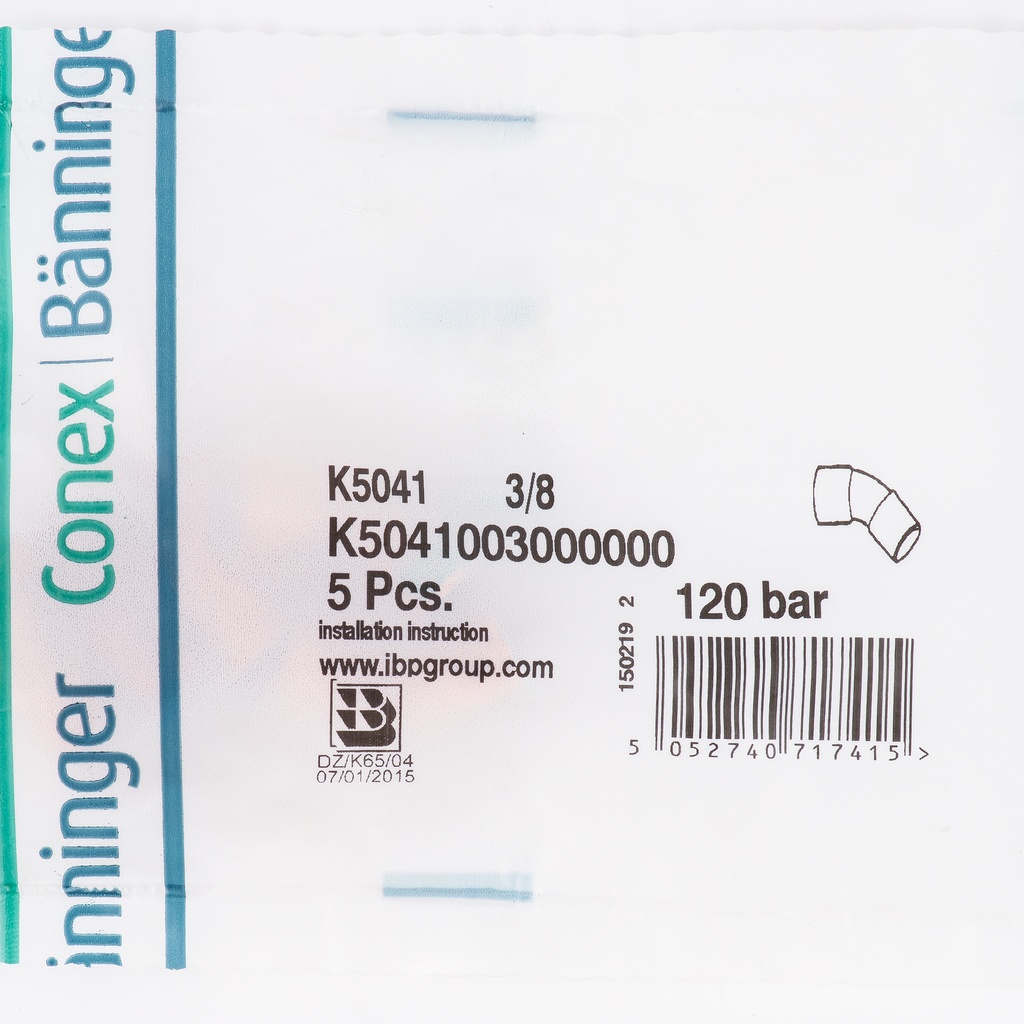 Conex | Bänninge
inninger
K5041 3/8
K5041003000000
5 Pcs.
120 bar
installation instruction
www.ibpgroup.com
150219 2
DZ/K65/04
07/01/2015
5 052740 717415 >